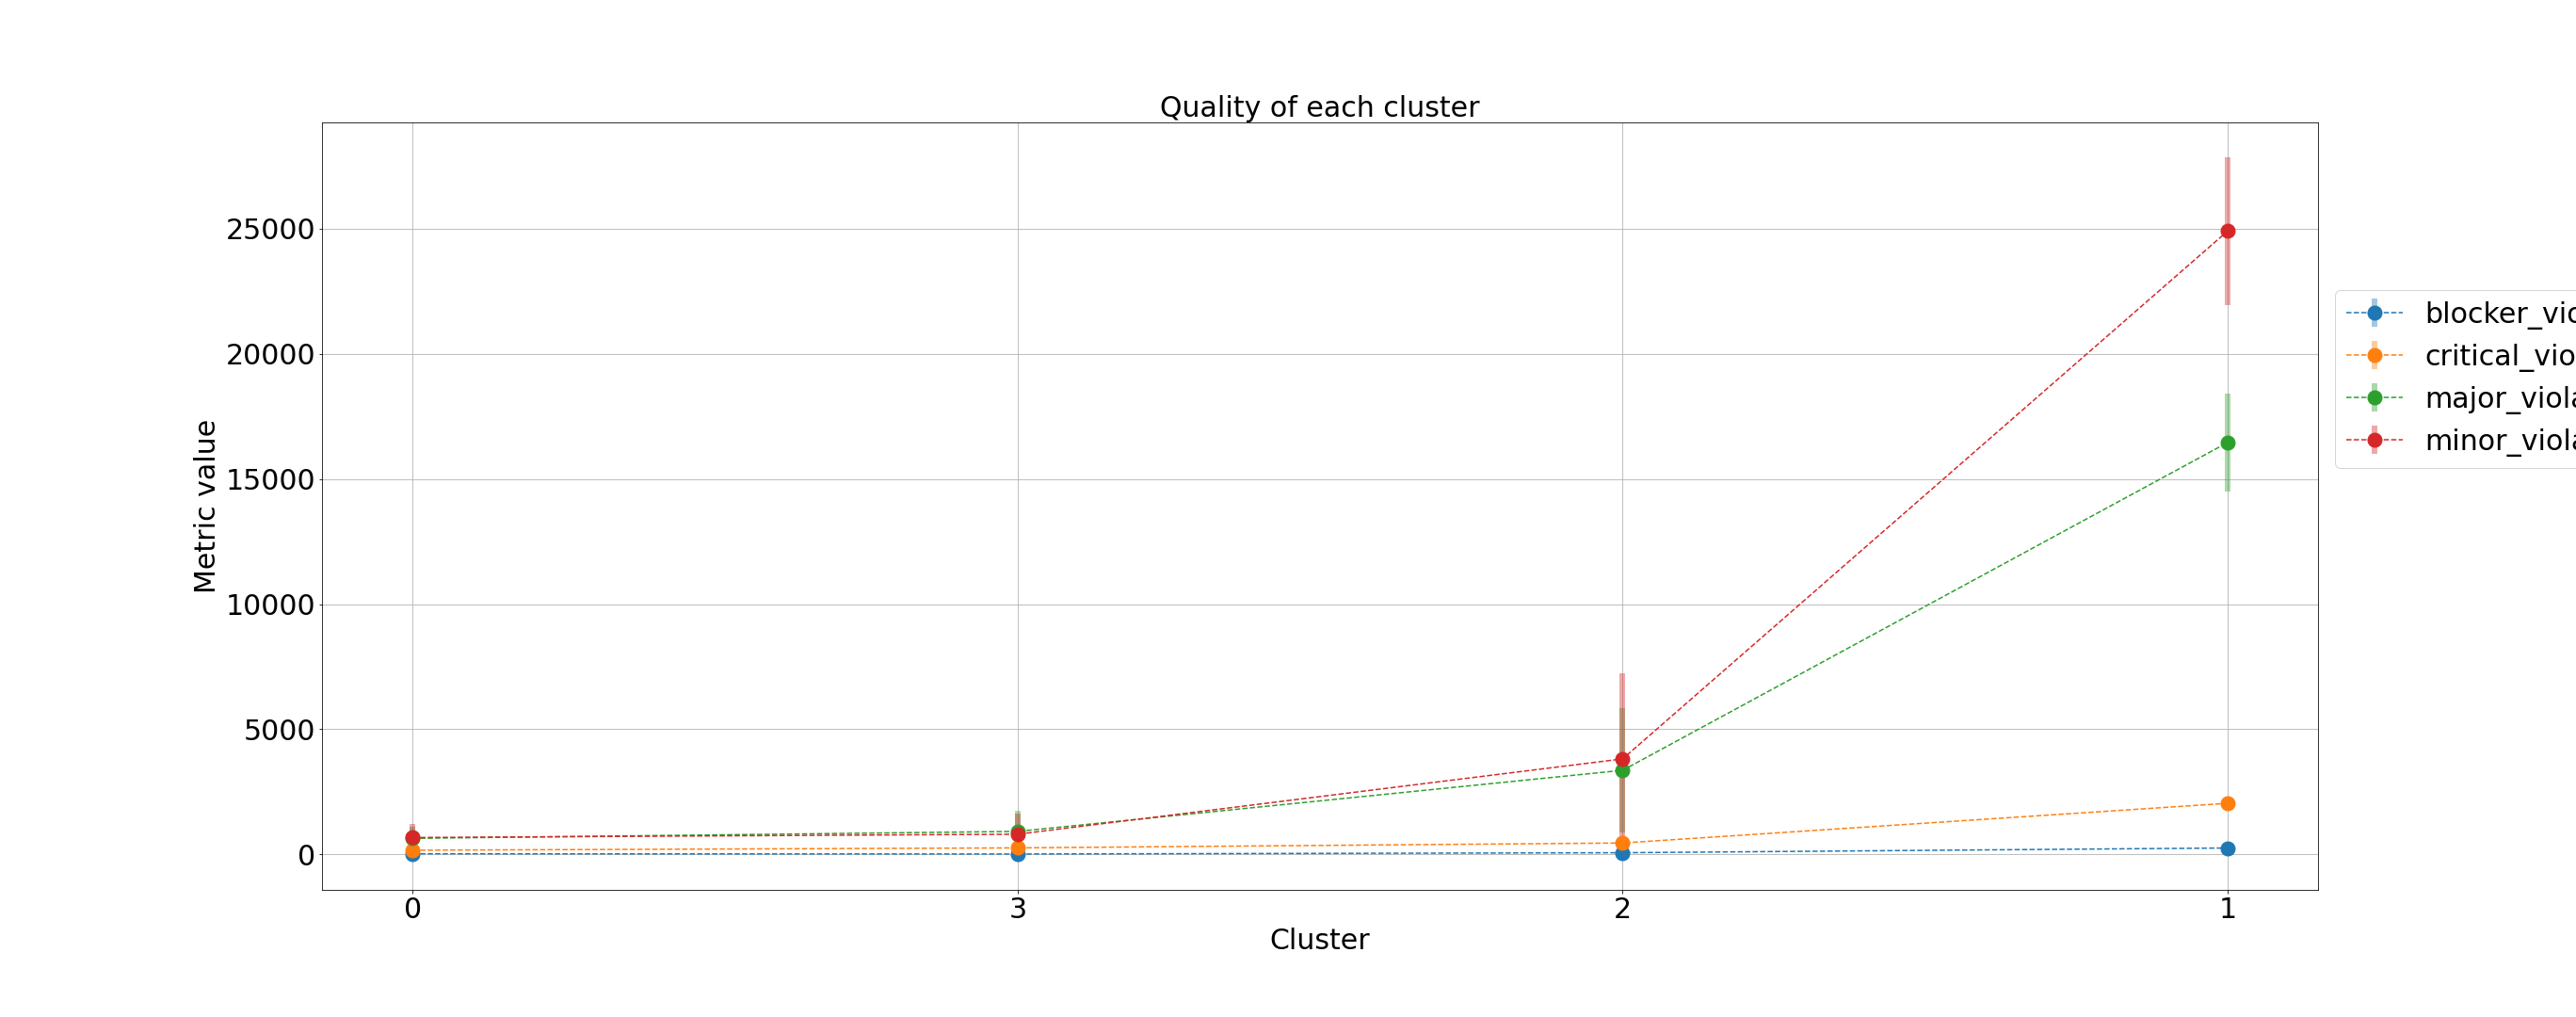 Quality of each cluster
Metric value
25000
20000
15000
10000
5000
0
0 3 2 1
Cluster
blocker_vio
critical_vio
major_viola
minor_viola